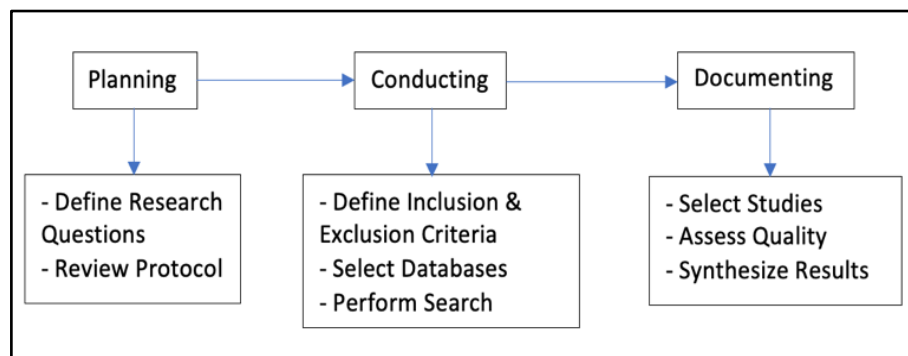 Planning
Conducting
Documenting
- Define Research
Questions
- Review Protocol
- Define Inclusion &
Exclusion Criteria
- Select Databases
- Perform Search
- Select Studies
- Assess Quality
- Synthesize Results